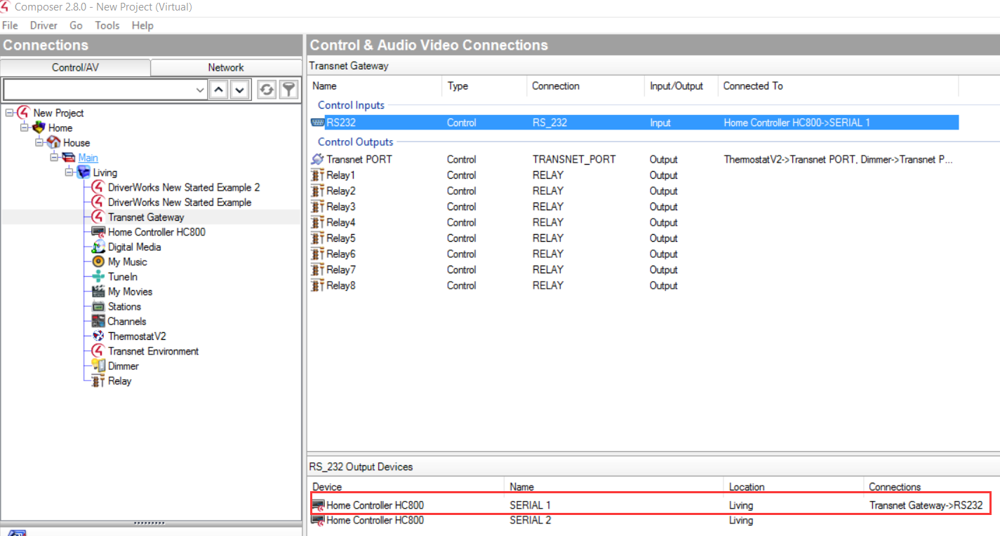 Composer 2.8.0 - New Project (Virtual)
File Driver Go Tools Help
Connections
Control/AV Network
New Project
Home
House
Main
Living
DriverWorks New Started Example 2
DriverWorks New Started Example
Transnet Gateway
Home Controller HC800
Digital Media
My Music
TuneIn
My Movies
Stations
Channels
ThermostatV2
Transnet Environment
Dimmer
Relay
Control & Audio Video Connections
Transnet Gateway
Name Type Connection Input/Output Connected To
Control Inputs
RS232 Control RS_232 Input Home Controller HC800->SERIAL 1
Control Outputs
Transnet PORT Control TRANSNET_PORT Output ThermostatV2->Transnet PORT, Dimmer->Transnet P...
Relay1 Control RELAY Output
Relay2 Control RELAY Output
Relay3 Control RELAY Output
Relay4 Control RELAY Output
Relay5 Control RELAY Output
Relay6 Control RELAY Output
Relay7 Control RELAY Output
Relay8 Control RELAY Output
RS_232 Output Devices
Device Name Location Connections
Home Controller HC800 SERIAL 1 Living Transnet Gateway->RS232
Home Controller HC800 SERIAL 2 Living